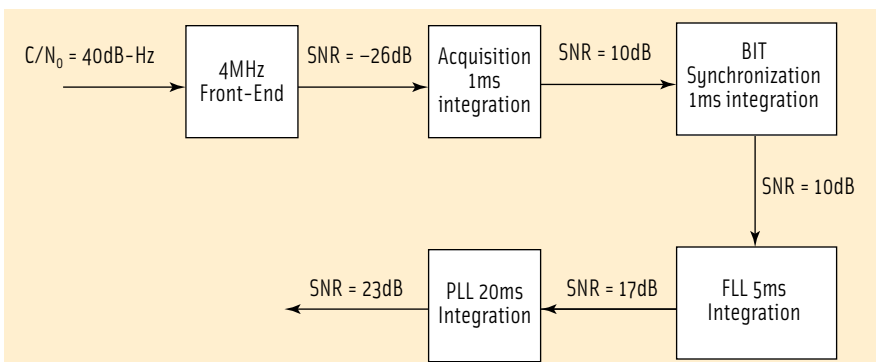 C/N₀ = 40dB-Hz
4MHz
Front-End
SNR = –26dB
Acquisition
1ms
integration
SNR = 10dB
BIT
Synchronization
1ms integration
SNR = 10dB
FLL 5ms
Integration
SNR = 17dB
PLL 20ms
Integration
SNR = 23dB